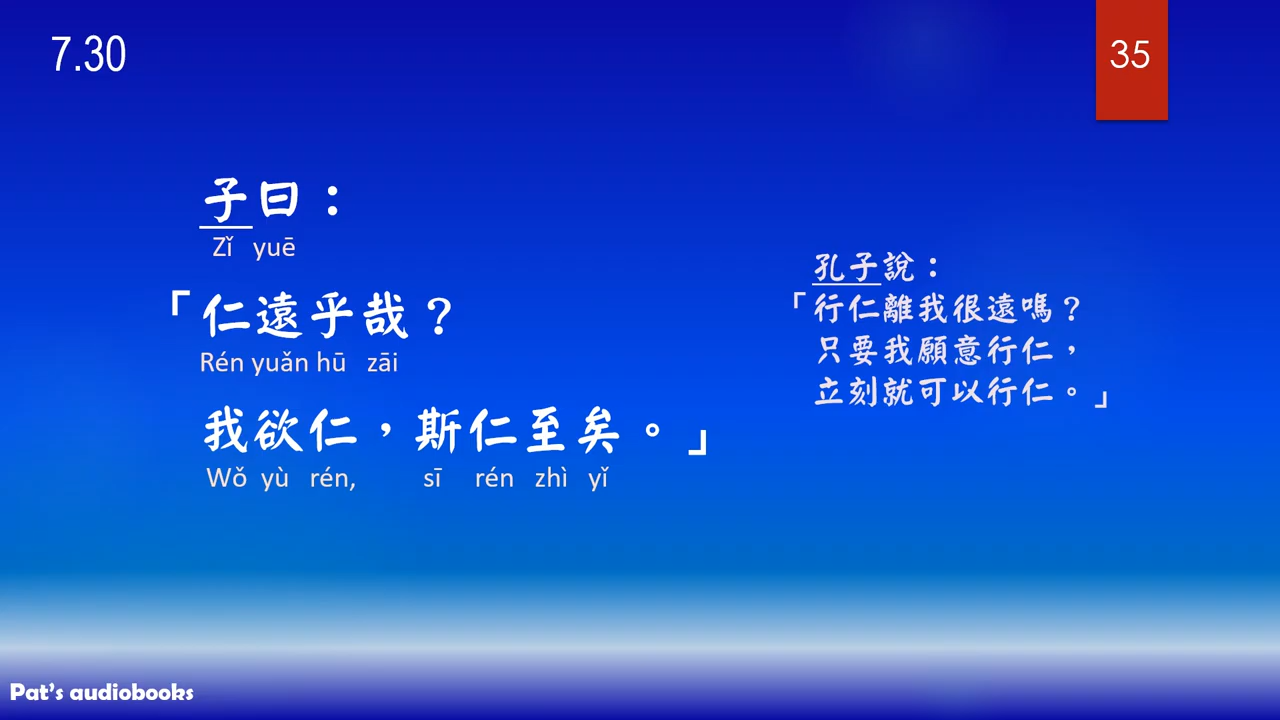 7.30
35
子曰：
Zǐ yuē
「仁遠乎哉？
Rén yuǎn hū zāi
我欲仁，斯仁至矣。」
Wǒ yù rén, sī rén zhì yǐ
孔子說：
「行仁離我很遠嗎？
只要我願意行仁，
立刻就可以行仁。」
Pat's audiobooks